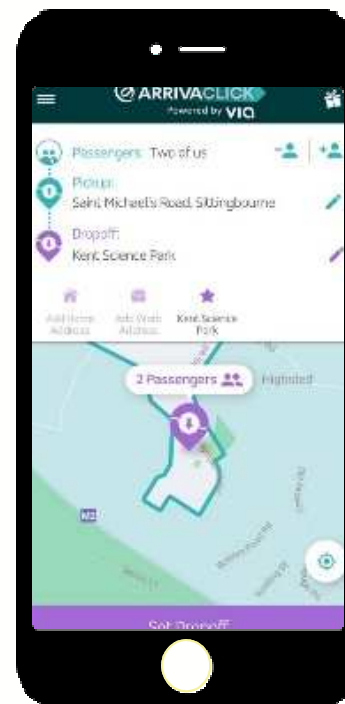 ARRIVACLICK
Powered by VIA
Passengers: Two of us
Pickup:
Saint Michael's Road, Sittingbourne
Dropoff:
Kent Science Park
Add Home Address
Add Work Address
Kent Science Park
2 Passengers
Highsted
M2
Set Dropoff